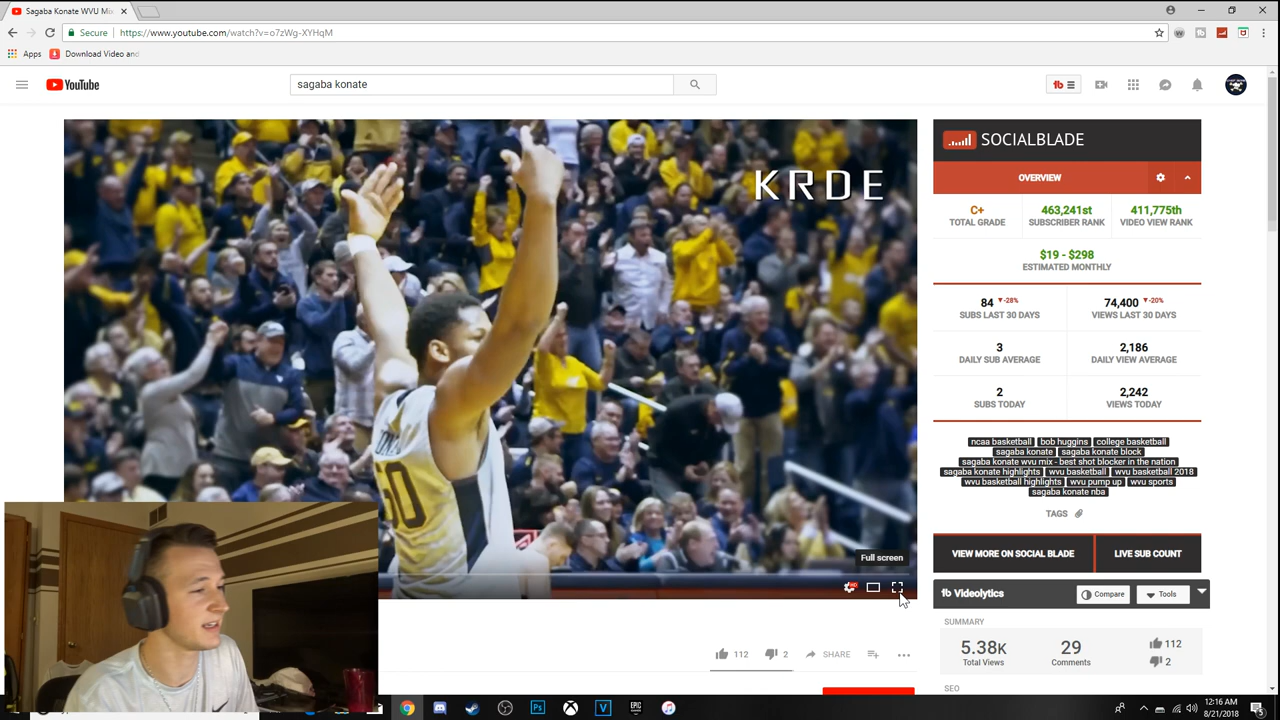 Sagaba Konate WVU Mix
Secure
https://www.youtube.com/watch?v=o7zWg-XYHqM
Apps
Download Video and
YouTube
sagaba konate
KRDE
00
Full screen
112
2
SHARE
SOCIALBLADE
OVERVIEW
C+ 463,241st 411,775th
TOTAL GRADE SUBSCRIBER RANK VIDEO VIEW RANK
$19 - $298
ESTIMATED MONTHLY
84 -28% 74,400 -20%
SUBS LAST 30 DAYS VIEWS LAST 30 DAYS
3 2,186
DAILY SUB AVERAGE DAILY VIEW AVERAGE
2 2,242
SUBS TODAY VIEWS TODAY
ncaa basketball bob huggins college basketball
sagaba konate sagaba konate block
sagaba konate wvu mix - best shot blocker in the nation
sagaba konate highlights wvu basketball wvu basketball 2018
wvu basketball highlights wvu pump up wvu sports
sagaba konate nba
TAGS
VIEW MORE ON SOCIAL BLADE LIVE SUB COUNT
Videolytics Compare Tools
SUMMARY
5.38K 29 112
Total Views Comments 2
SEO
12:16 AM
8/21/2018